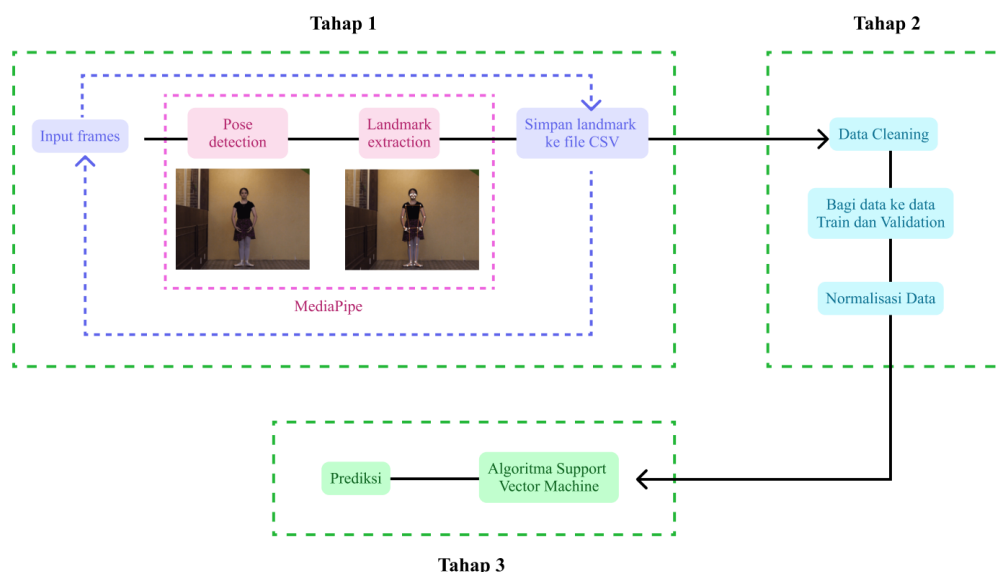 Tahap 1
Tahap 2
Input frames
Pose
detection
Landmark
extraction
Simpan landmark
ke file CSV
Data Cleaning
Bagi data ke data
Train dan Validation
Normalisasi Data
MediaPipe
Prediksi
Algoritma Support
Vector Machine
Tahap 3